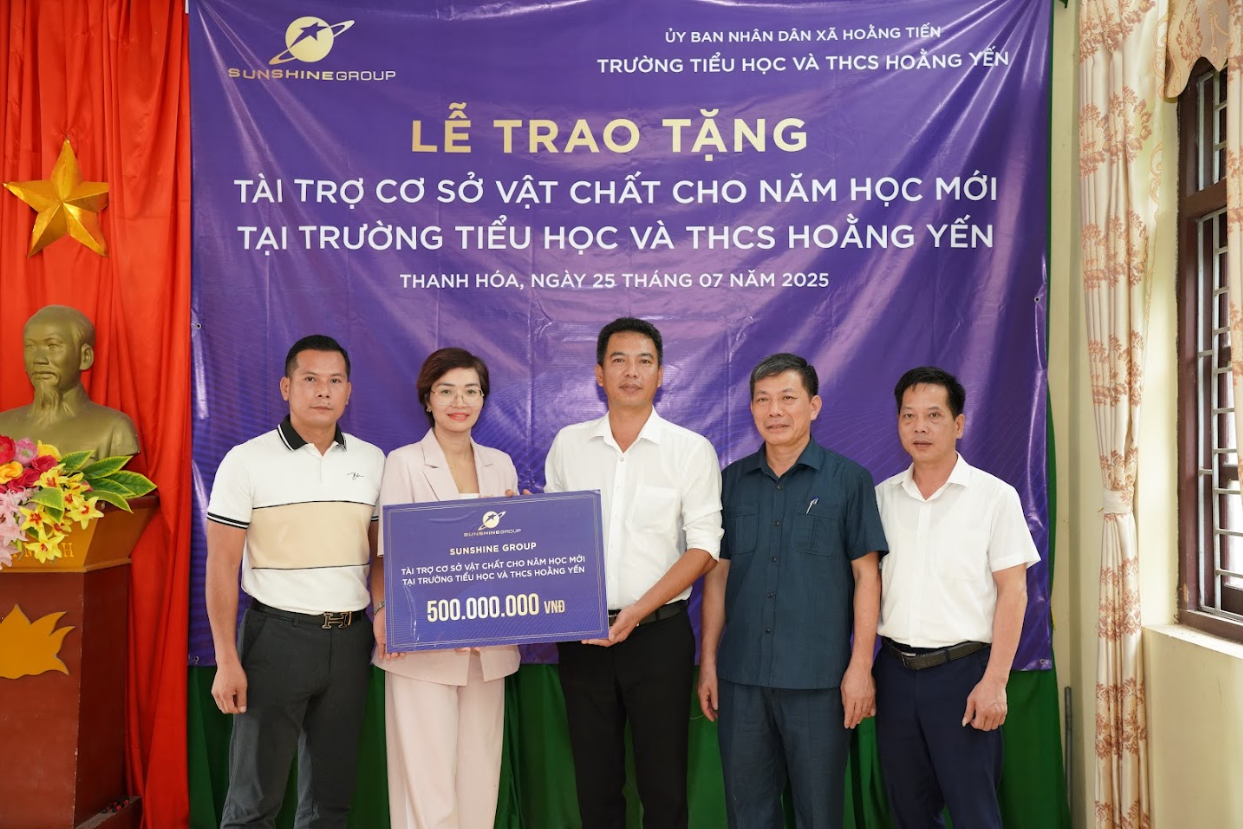 SUNSHINE GROUP
ỦY BAN NHÂN DÂN XÃ HOẰNG TIẾN
TRƯỜNG TIỂU HỌC VÀ THCS HOẰNG YẾN
LỄ TRAO TẶNG
TÀI TRỢ CƠ SỞ VẬT CHẤT CHO NĂM HỌC MỚI
TẠI TRƯỜNG TIỂU HỌC VÀ THCS HOẰNG YẾN
THANH HÓA, NGÀY 25 THÁNG 07 NĂM 2025
SUNSHINE GROUP
SUNSHINE GROUP
TÀI TRỢ CƠ SỞ VẬT CHẤT CHO NĂM HỌC MỚI
TẠI TRƯỜNG TIỂU HỌC VÀ THCS HOẰNG YẾN
500.000.000 VNĐ